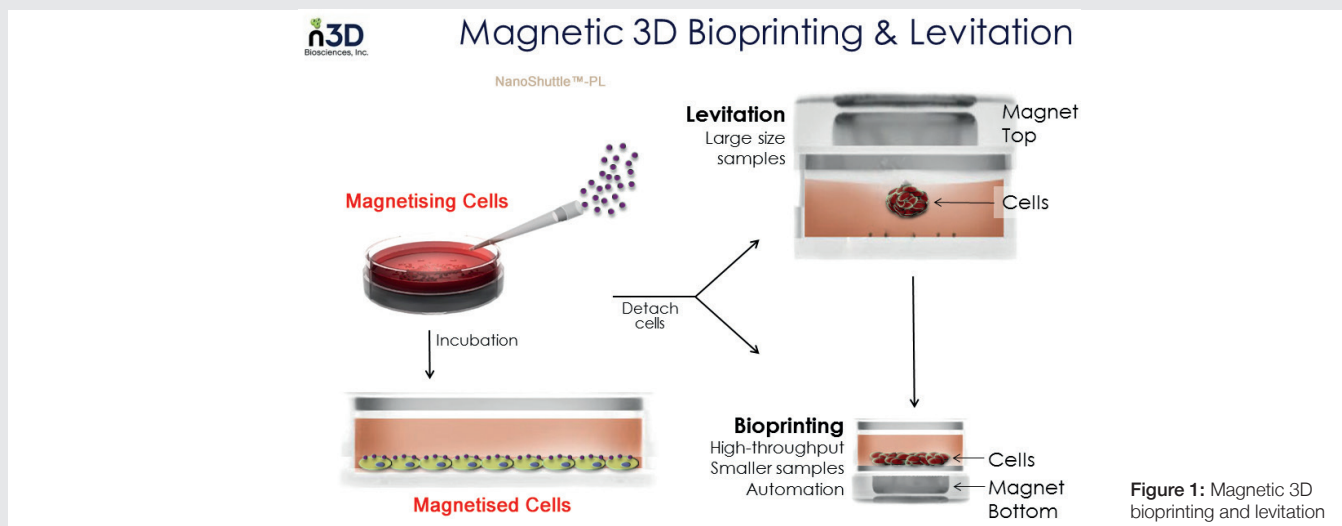 n3D
Biosciences, Inc.
Magnetic 3D Bioprinting & Levitation
NanoShuttle™-PL
Magnetising Cells
Incubation
Magnetised Cells
Detach
cells
Levitation
Large size
samples
Magnet
Top
Cells
Bioprinting
High-throughput
Smaller samples
Automation
Cells
Magnet
Bottom
Figure 1: Magnetic 3D
bioprinting and levitation